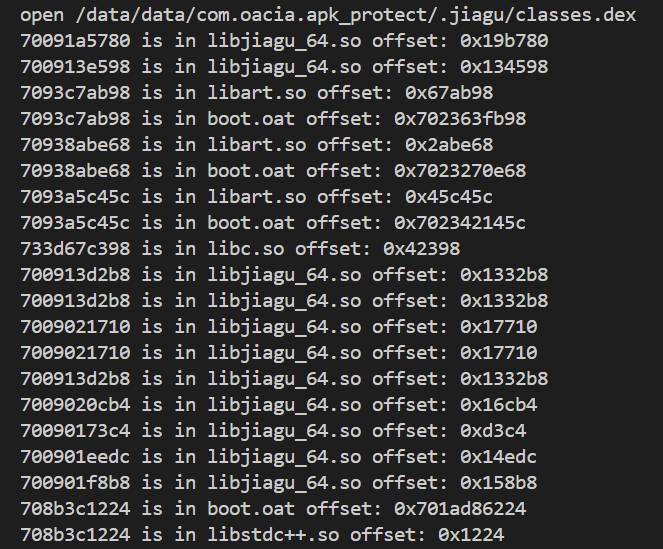 open /data/data/com.oacia.apk_protect/.jiagu/classes.dex
70091a5780 is in libjiagu_64.so offset: 0x19b780
700913e598 is in libjiagu_64.so offset: 0x134598
7093c7ab98 is in libart.so offset: 0x67ab98
7093c7ab98 is in boot.oat offset: 0x702363fb98
70938abe68 is in libart.so offset: 0x2abe68
70938abe68 is in boot.oat offset: 0x7023270e68
7093a5c45c is in libart.so offset: 0x45c45c
7093a5c45c is in boot.oat offset: 0x702342145c
733d67c398 is in libc.so offset: 0x42398
700913d2b8 is in libjiagu_64.so offset: 0x1332b8
700913d2b8 is in libjiagu_64.so offset: 0x1332b8
7009021710 is in libjiagu_64.so offset: 0x17710
7009021710 is in libjiagu_64.so offset: 0x17710
700913d2b8 is in libjiagu_64.so offset: 0x1332b8
7009020cb4 is in libjiagu_64.so offset: 0x16cb4
70090173c4 is in libjiagu_64.so offset: 0xd3c4
700901eedc is in libjiagu_64.so offset: 0x14edc
700901f8b8 is in libjiagu_64.so offset: 0x158b8
708b3c1224 is in boot.oat offset: 0x701ad86224
708b3c1224 is in libstdc++.so offset: 0x1224